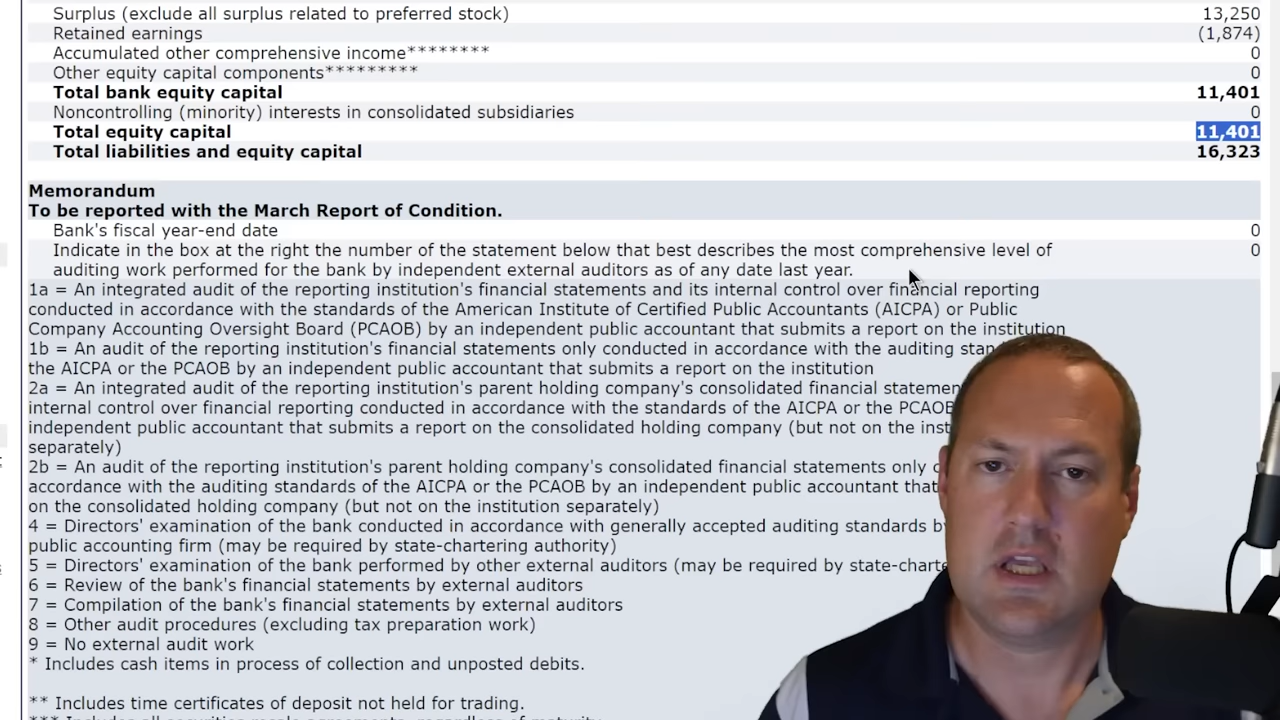 Surplus (exclude all surplus related to preferred stock) 13,250
Retained earnings (1,874)
Accumulated other comprehensive income******** 0
Other equity capital components********* 0
Total bank equity capital 11,401
Noncontrolling (minority) interests in consolidated subsidiaries 0
Total equity capital 11,401
Total liabilities and equity capital 16,323
Memorandum
To be reported with the March Report of Condition.
Bank's fiscal year-end date 0
Indicate in the box at the right the number of the statement below that best describes the most comprehensive level of 0
auditing work performed for the bank by independent external auditors as of any date last year.
1a = An integrated audit of the reporting institution's financial statements and its internal control over financial reporting
conducted in accordance with the standards of the American Institute of Certified Public Accountants (AICPA) or Public
Company Accounting Oversight Board (PCAOB) by an independent public accountant that submits a report on the institution
1b = An audit of the reporting institution's financial statements only conducted in accordance with the auditing
the AICPA or the PCAOB by an independent public accountant that submits a report on the institution
2a = An integrated audit of the reporting institution's parent holding company's consolidated financial
internal control over financial reporting conducted in accordance with the standards of the AICPA or the PCAOB
independent public accountant that submits a report on the consolidated holding company (but not on the
separately)
2b = An audit of the reporting institution's parent holding company's consolidated financial statements only
accordance with the auditing standards of the AICPA or the PCAOB by an independent public accountant that
on the consolidated holding company (but not on the institution separately)
4 = Directors' examination of the bank conducted in accordance with generally accepted auditing standards
public accounting firm (may be required by state-chartering authority)
5 = Directors' examination of the bank performed by other external auditors (may be required by
6 = Review of the bank's financial statements by external auditors
7 = Compilation of the bank's financial statements by external auditors
8 = Other audit procedures (excluding tax preparation work)
9 = No external audit work
* Includes cash items in process of collection and unposted debits.
** Includes time certificates of deposit not held for trading.